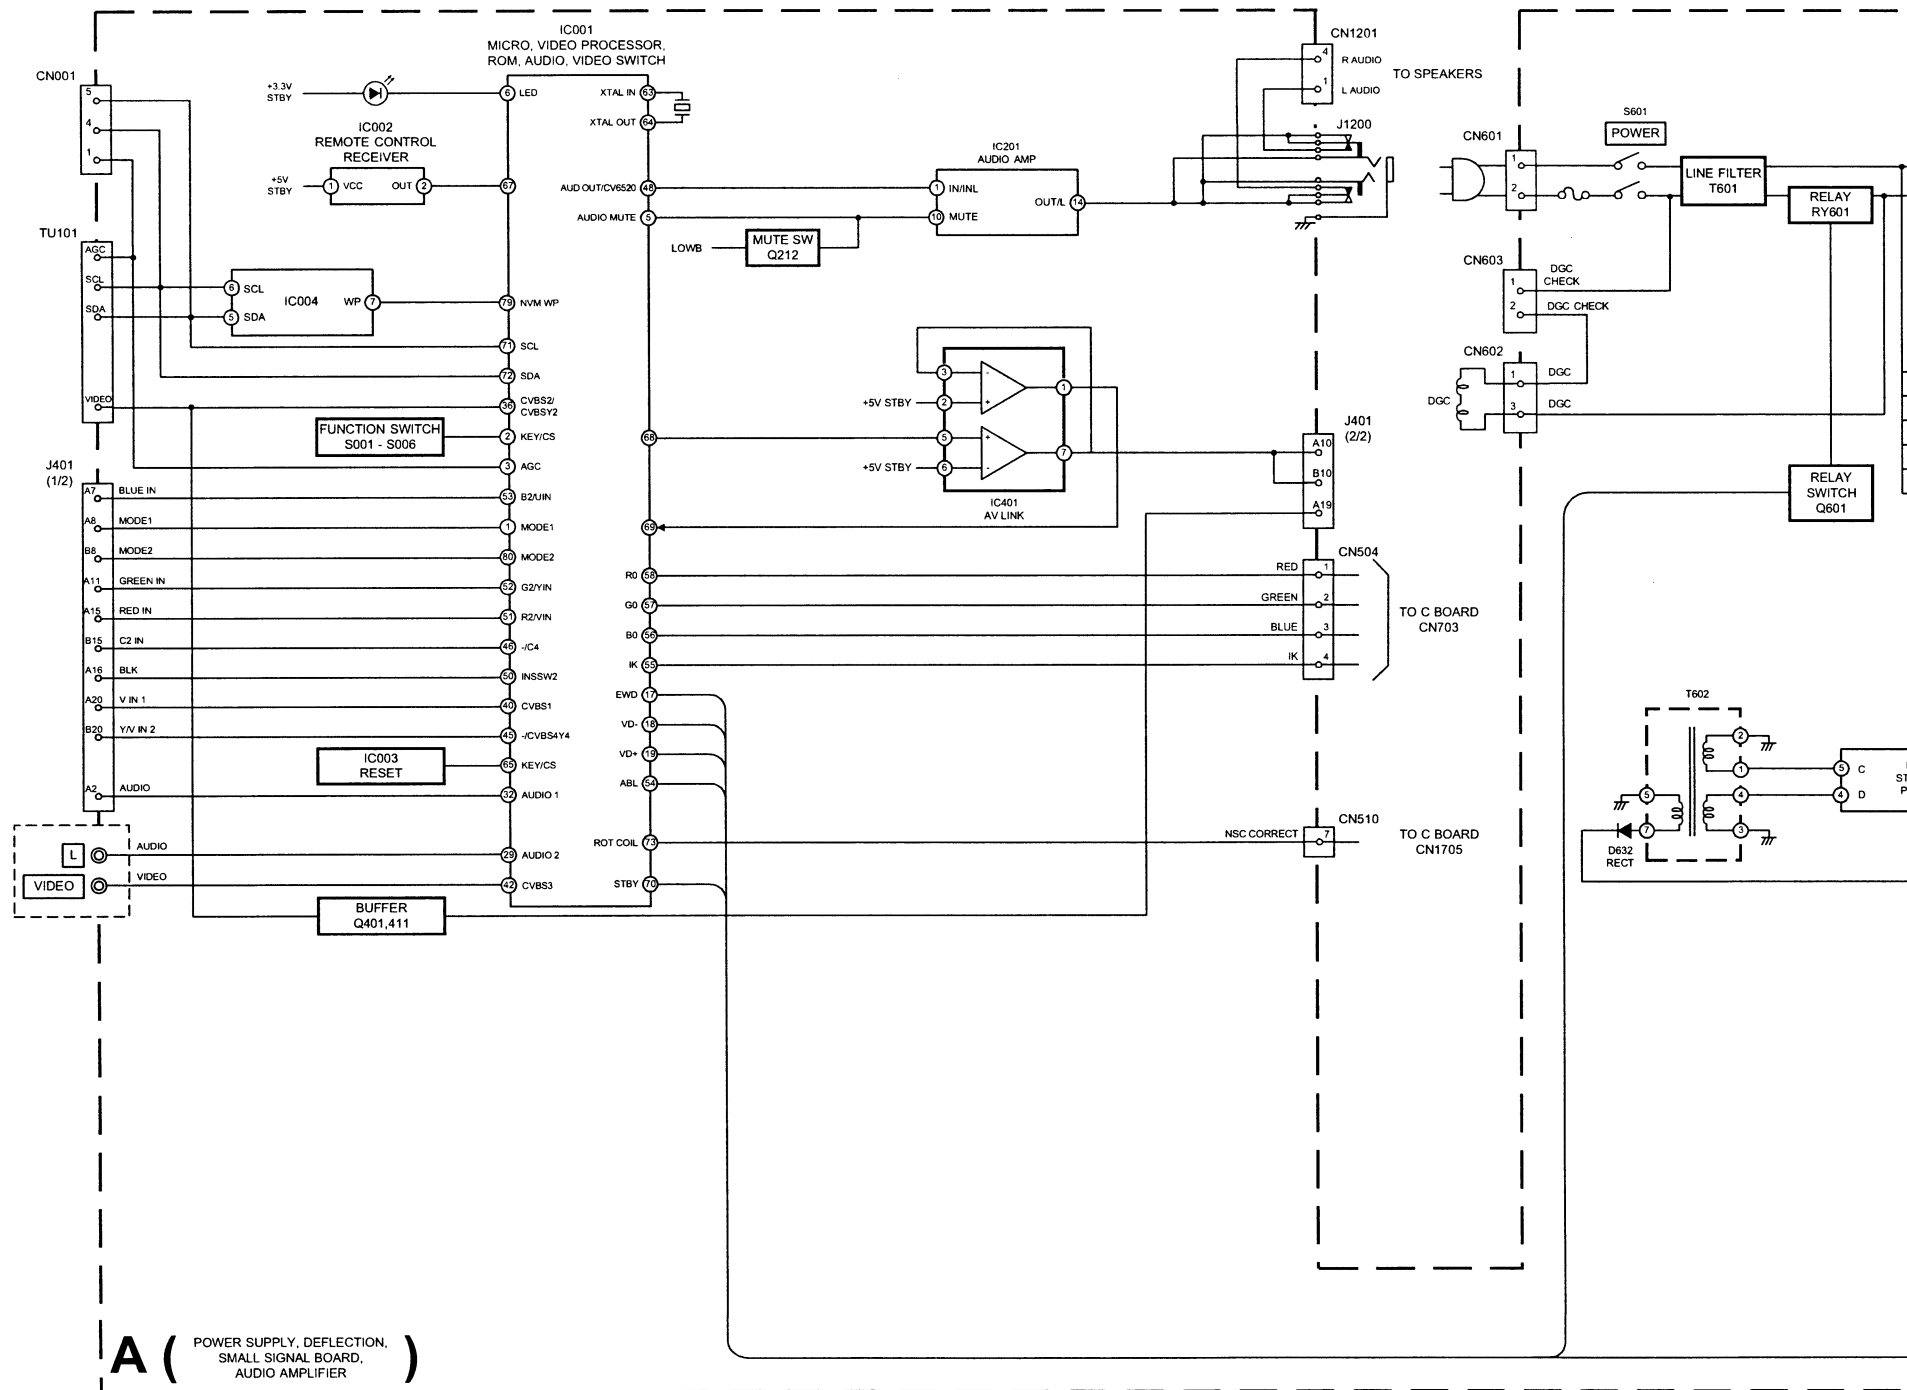 IC001
MICRO, VIDEO PROCESSOR,
ROM, AUDIO, VIDEO SWITCH
CN001
5
4
1
+3.3V
STBY
6 LED
IC002
REMOTE CONTROL
RECEIVER
+5V
STBY
1 VCC OUT 2
67
XTAL IN 63
XTAL OUT 64
AUD OUT/CV6520 48
AUDIO MUTE 5
IC201
AUDIO AMP
1 IN/INL
10 MUTE
OUT/L 14
LOWB
MUTE SW
Q212
CN1201
4
R AUDIO
1
L AUDIO
TO SPEAKERS
J1200
TU101
AGC
SCL
SDA
VIDEO
6 SCL
5 SDA
IC004
WP 7
79 NVM WP
71 SCL
72 SDA
36 CVBS2/
CVBSY2
FUNCTION SWITCH
S001 - S006
2 KEY/CS
3 AGC
J401
(1/2)
A7 BLUE IN
53 B2/UIN
A8 MODE1
1 MODE1
B8 MODE2
80 MODE2
A11 GREEN IN
52 G2/YIN
A15 RED IN
51 R2/VIN
B15 C2 IN
46 -/C4
A16 BLK
50 INSSW2
A20 V IN 1
40 CVBS1
B20 Y/V IN 2
45 -/CVBS4Y4
IC003
RESET
65 KEY/CS
A2 AUDIO
32 AUDIO 1
L
AUDIO
29 AUDIO 2
VIDEO
VIDEO
42 CVBS3
BUFFER
Q401,411
68
69
3 - 1
+5V STBY 2 +
5 + 7
+5V STBY 6 -
IC401
AV LINK
J401
(2/2)
A10
B10
A19
R0 58
G0 57
B0 56
IK 55
EWD 17
VD- 18
VD+ 19
ABL 54
ROT COIL 73
STBY 70
CN504
RED 1
GREEN 2
BLUE 3
IK 4
TO C BOARD
CN703
CN510
NSC CORRECT 7
TO C BOARD
CN1705
CN601
1
2
S601
POWER
LINE FILTER
T601
RELAY
RY601
CN603
1
DGC
CHECK
2
DGC CHECK
CN602
1
DGC
3
DGC
DGC
RELAY
SWITCH
Q601
T602
2
1
4
3
5
7
D632
RECT
5 C
4 D
ST
P
A ( POWER SUPPLY, DEFLECTION,
SMALL SIGNAL BOARD,
AUDIO AMPLIFIER )